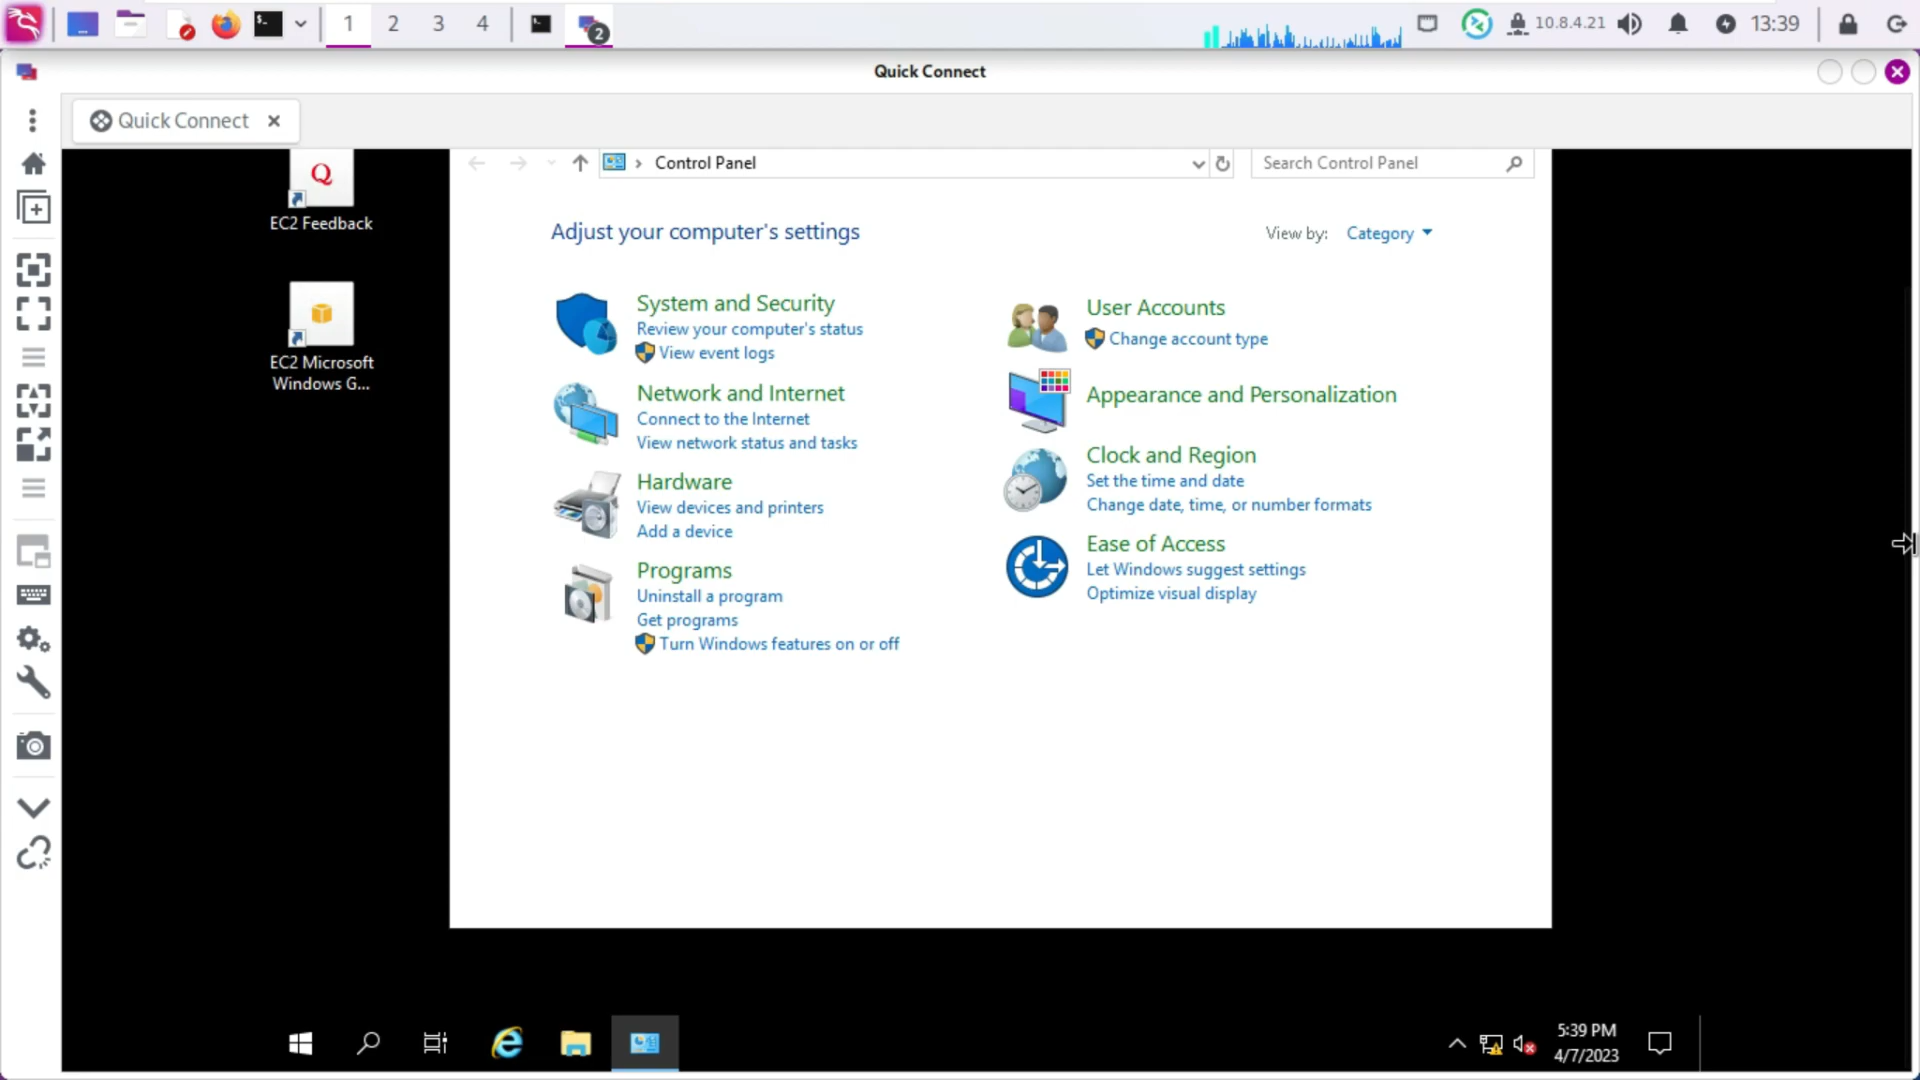 1 2 3 4 2 10.8.4.21 13:39
Quick Connect
Quick Connect
Control Panel
Search Control Panel
Q
EC2 Feedback
EC2 Microsoft
Windows G...
Adjust your computer's settings
View by: Category
System and Security
Review your computer's status
View event logs
Network and Internet
Connect to the Internet
View network status and tasks
Hardware
View devices and printers
Add a device
Programs
Uninstall a program
Get programs
Turn Windows features on or off
User Accounts
Change account type
Appearance and Personalization
Clock and Region
Set the time and date
Change date, time, or number formats
Ease of Access
Let Windows suggest settings
Optimize visual display
5:39 PM
4/7/2023